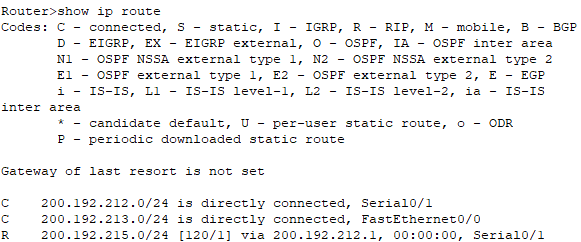 Router>show ip route
Codes: C - connected, S - static, I - IGRP, R - RIP, M - mobile, B - BGP
D - EIGRP, EX - EIGRP external, O - OSPF, IA - OSPF inter area
N1 - OSPF NSSA external type 1, N2 - OSPF NSSA external type 2
E1 - OSPF external type 1, E2 - OSPF external type 2, E - EGP
i - IS-IS, L1 - IS-IS level-1, L2 - IS-IS level-2, ia - IS-IS
inter area
* - candidate default, U - per-user static route, o - ODR
P - periodic downloaded static route
Gateway of last resort is not set
C 200.192.212.0/24 is directly connected, Serial0/1
C 200.192.213.0/24 is directly connected, FastEthernet0/0
R 200.192.215.0/24 [120/1] via 200.192.212.1, 00:00:00, Serial0/1